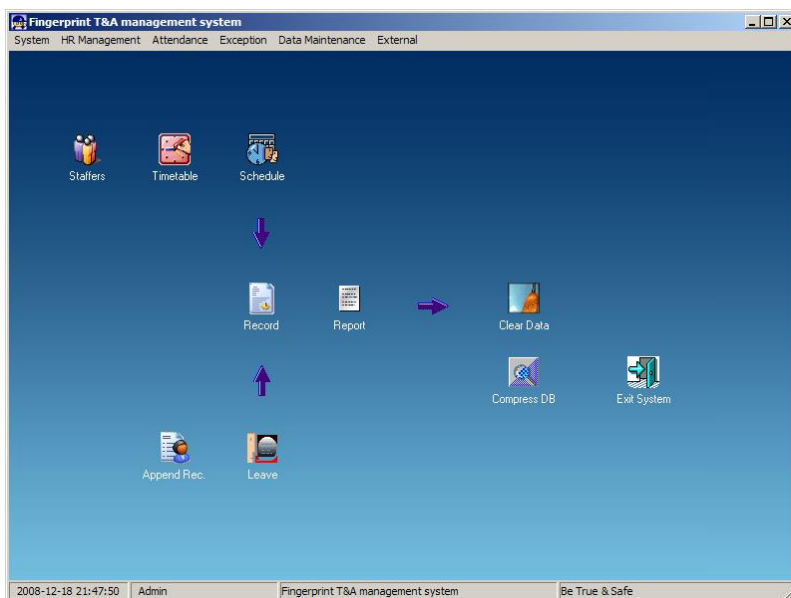 Fingerprint T&A management system
System HR Management Attendance Exception Data Maintenance External
Staffers Timetable Schedule
Record Report Clear Data
Compress DB Exit System
Append Rec. Leave
2008-12-18 21:47:50 Admin Fingerprint T&A management system Be True & Safe